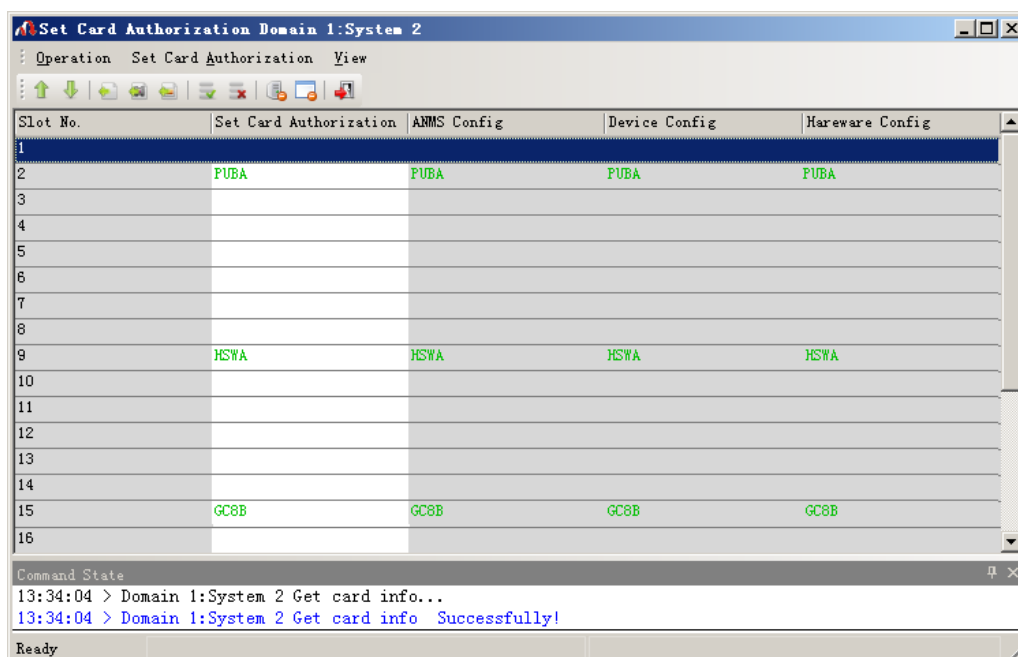 Set Card Authorization Domain 1:System 2
Operation Set Card Authorization View
Slot No. Set Card Authorization ANMS Config Device Config Hareware Config
1
2 PUBA PUBA PUBA PUBA
3
4
5
6
7
8
9 HSWA HSWA HSWA HSWA
10
11
12
13
14
15 GC8B GC8B GC8B GC8B
16
Command State
13:34:04 > Domain 1:System 2 Get card info...
13:34:04 > Domain 1:System 2 Get card info Successfully!
Ready